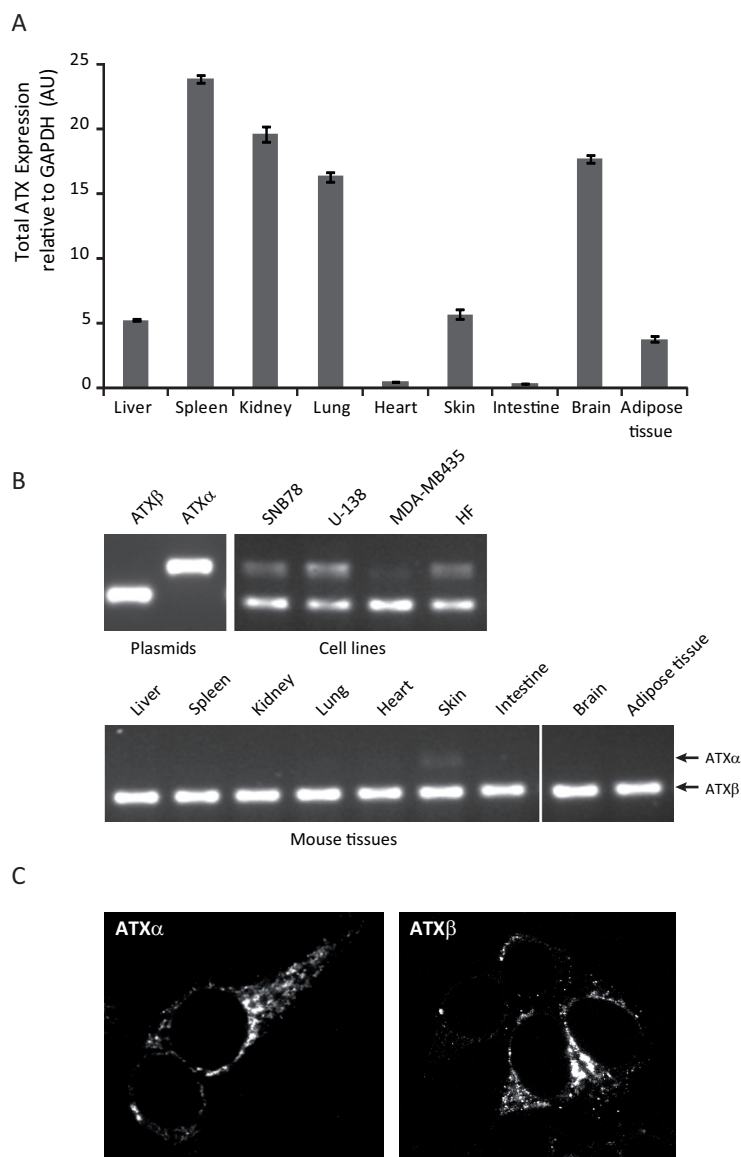 A
Total ATX Expression
relative to GAPDH (AU)
25
20
15
10
5
0
Liver Spleen Kidney Lung Heart Skin Intestine Brain Adipose
tissue
B
ATXβ ATXα SNB78 U-138 MDA-MB435 HF
Plasmids Cell lines
Liver Spleen Kidney Lung Heart Skin Intestine Brain Adipose tissue
ATXα
ATXβ
Mouse tissues
C
ATXα ATXβ